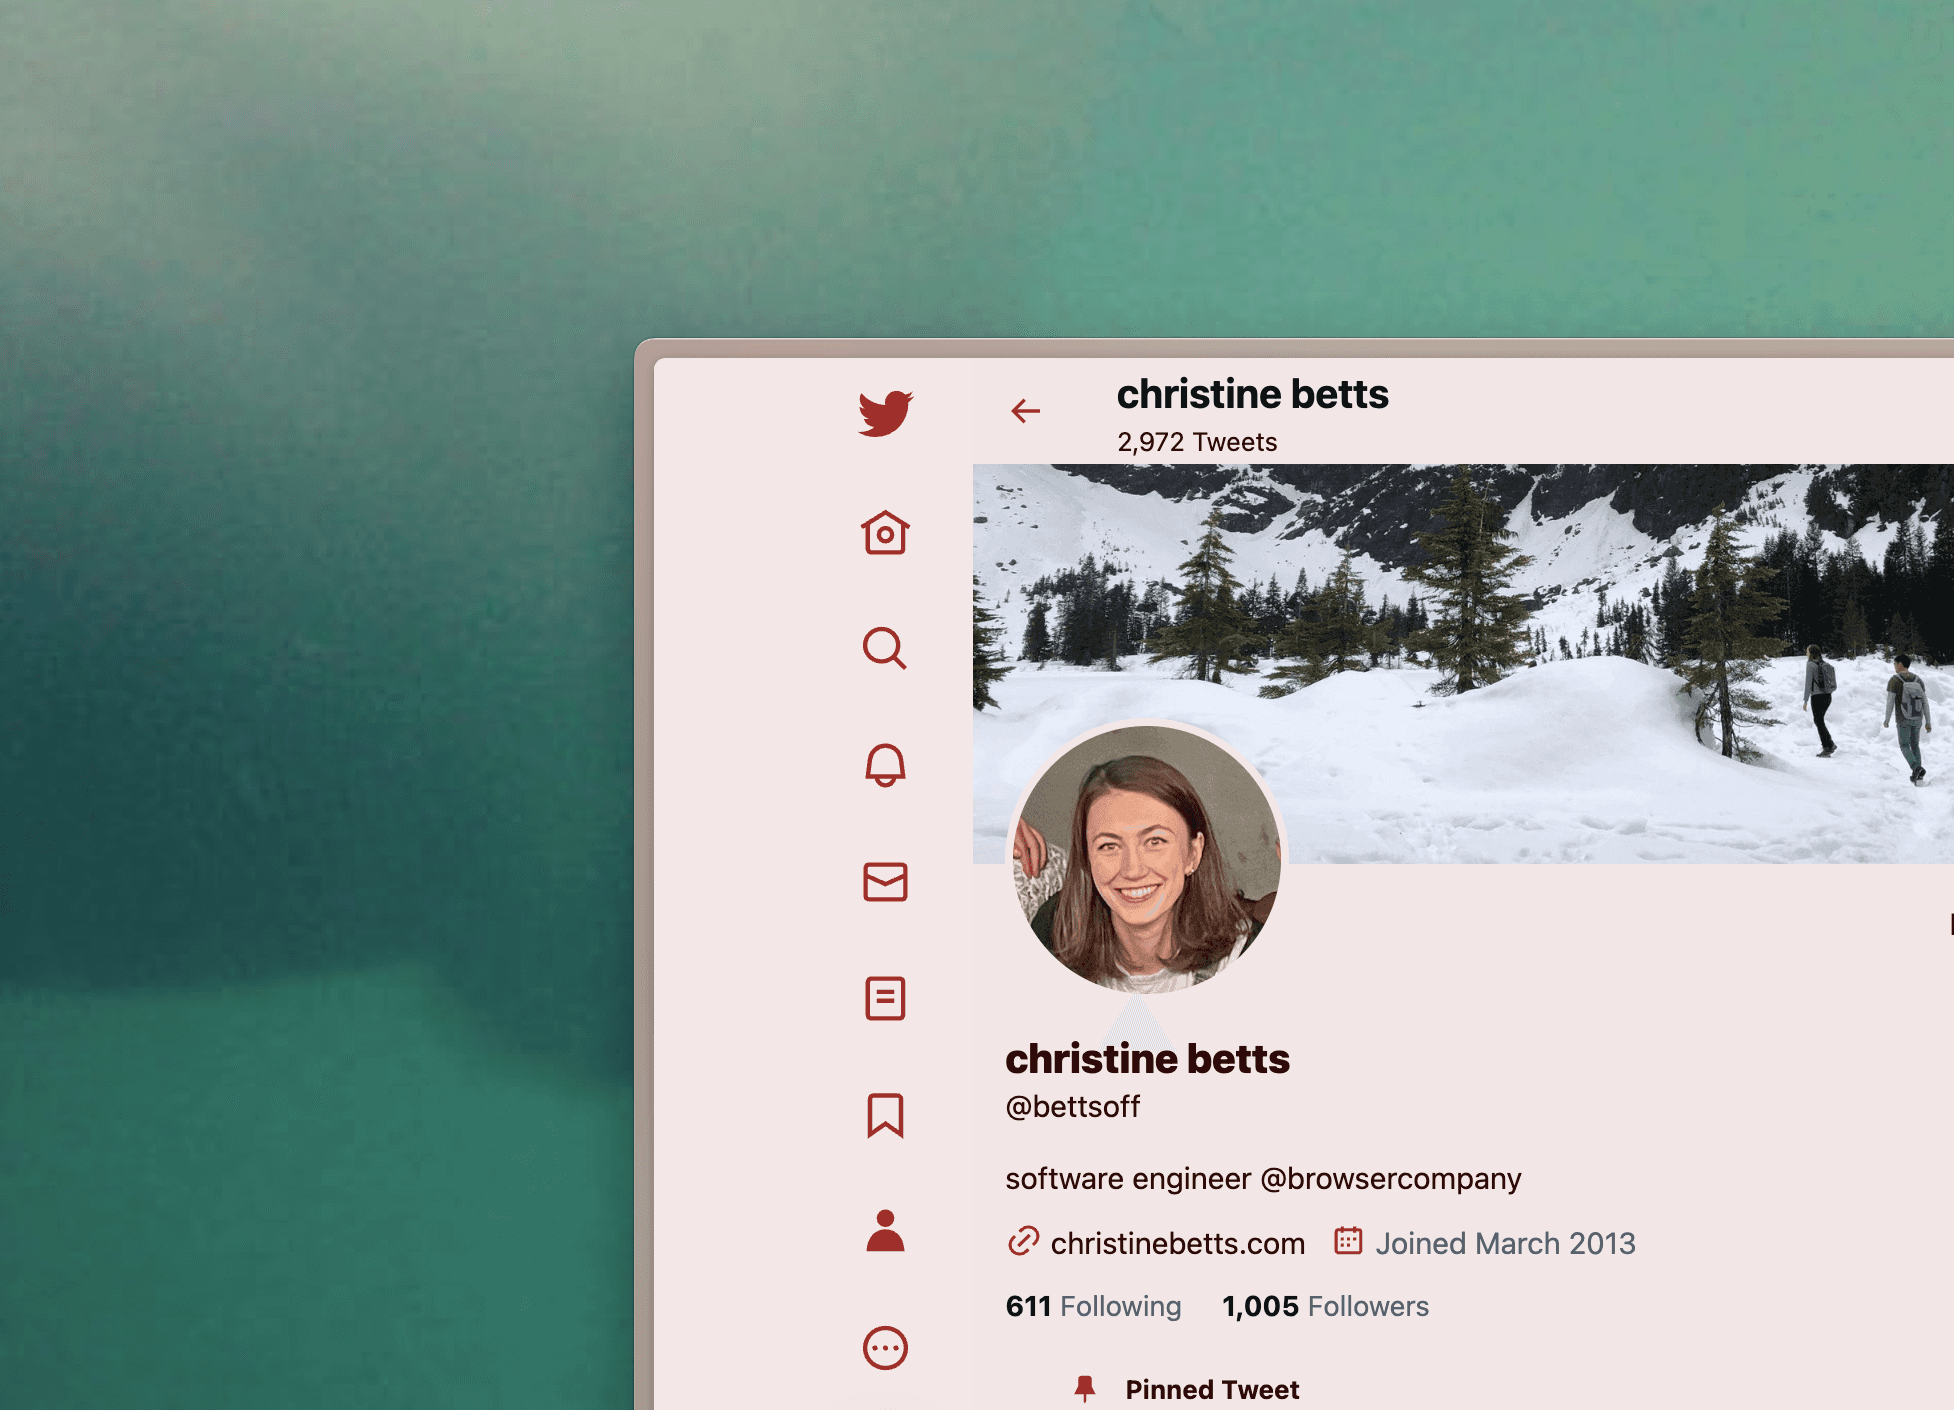 christine betts
2,972 Tweets
christine betts
@bettsoff
software engineer @browsercompany
christinebetts.com Joined March 2013
611 Following 1,005 Followers
Pinned Tweet